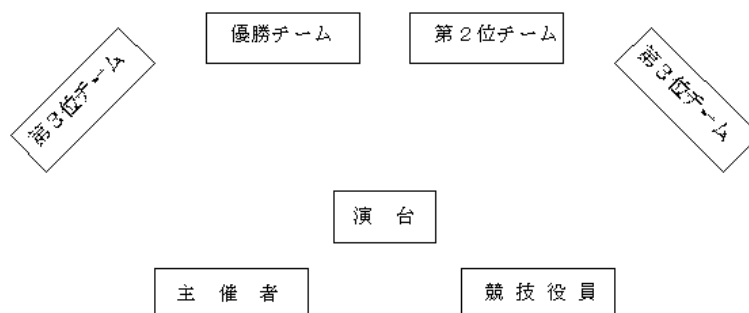 優勝チーム
第２位チーム
第３位チーム
第３位チーム
演　台
主　催　者
競　技　役　員